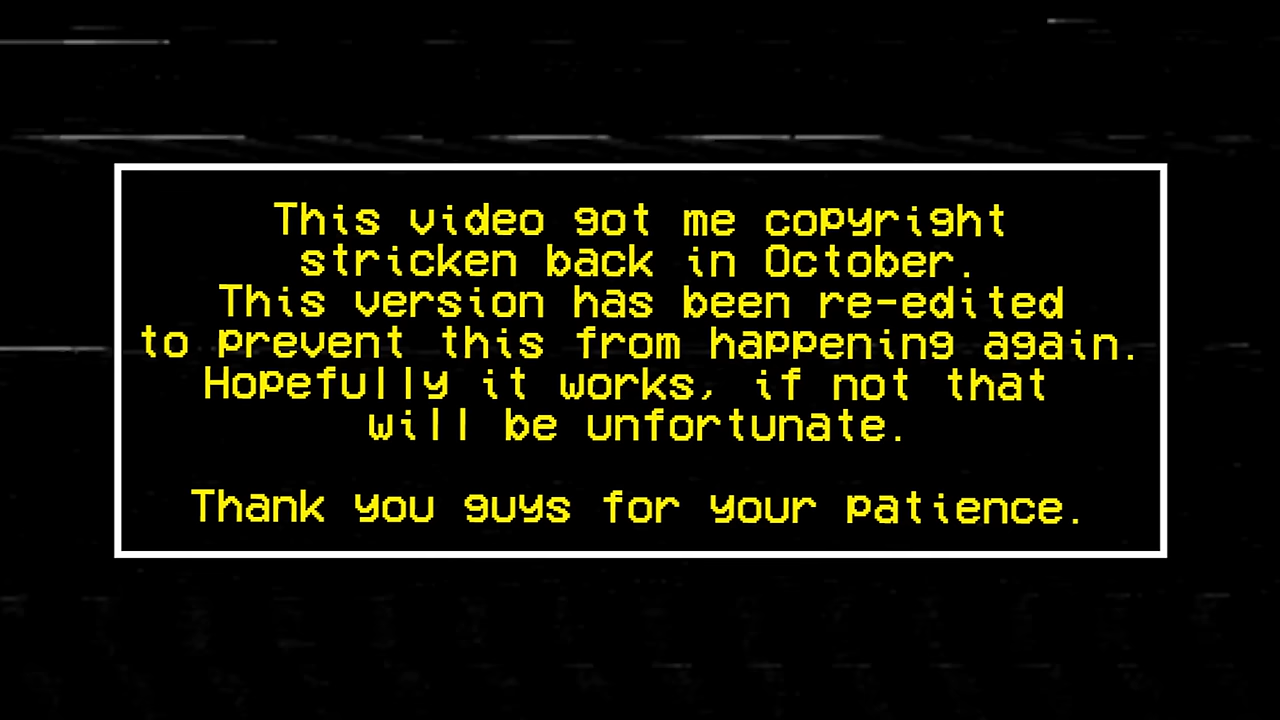 This video got me copyright
stricken back in October.
This version has been re-edited
to prevent this from happening again.
Hopefully it works, if not that
will be unfortunate.
Thank you guys for your patience.